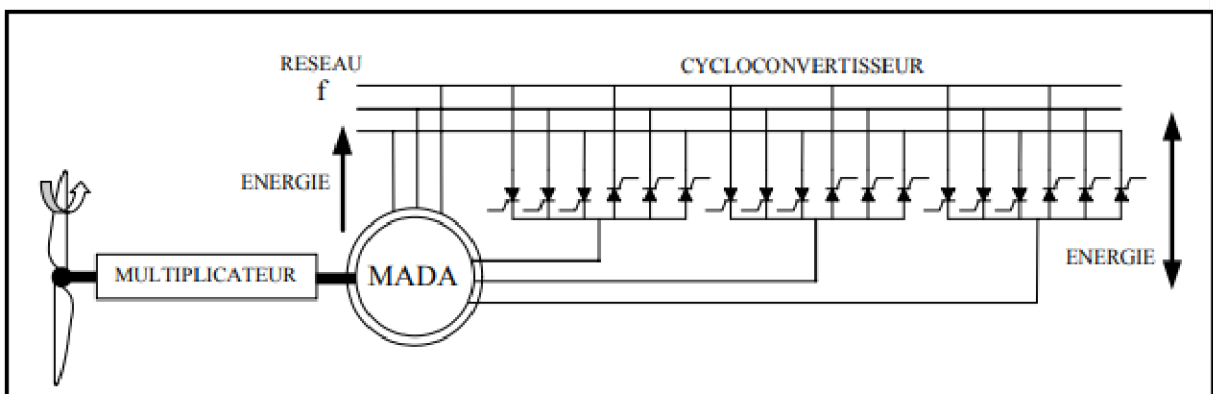 RESEAU
f
CYCLOCONVERTISSEUR
ENERGIE
MULTIPLICATEUR
MADA
ENERGIE